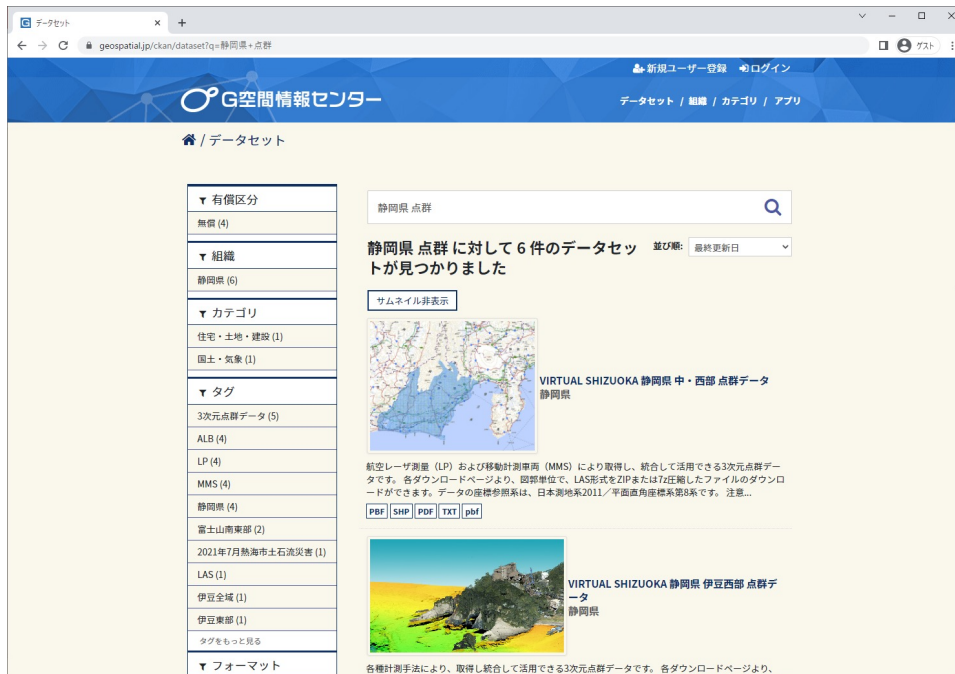 データセット
geospatial.jp/ckan/dataset?q=静岡県+点群
ゲスト
新規ユーザー登録 ログイン
G空間情報センター
データセット / 組織 / カテゴリ / アプリ
/ データセット
有償区分
無償 (4)
組織
静岡県 (6)
カテゴリ
住宅・土地・建設 (1)
国土・気象 (1)
タグ
3次元点群データ (5)
ALB (4)
LP (4)
MMS (4)
静岡県 (4)
富士山南東部 (2)
2021年7月熱海市土石流災害 (1)
LAS (1)
伊豆全域 (1)
伊豆東部 (1)
タグをもっと見る
フォーマット
静岡県 点群
静岡県 点群 に対して 6 件のデータセッ
トが見つかりました
並び順: 最終更新日
サムネイル非表示
VIRTUAL SHIZUOKA 静岡県 中・西部 点群データ
静岡県
航空レーザ測量（LP）および移動計測車両（MMS）により取得し、統合して活用できる3次元点群デー
タです。 各ダウンロードページより、図郭単位で、LAS形式をZIPまたは7z圧縮したファイルのダウンロ
ードができます。データの座標参照系は、日本測地系2011／平面直角座標系第8系です。 注意...
PBF SHP PDF TXT pbf
VIRTUAL SHIZUOKA 静岡県 伊豆西部 点群デ
ータ
静岡県
各種計測手法により、取得し統合して活用できる3次元点群データです。 各ダウンロードページより、